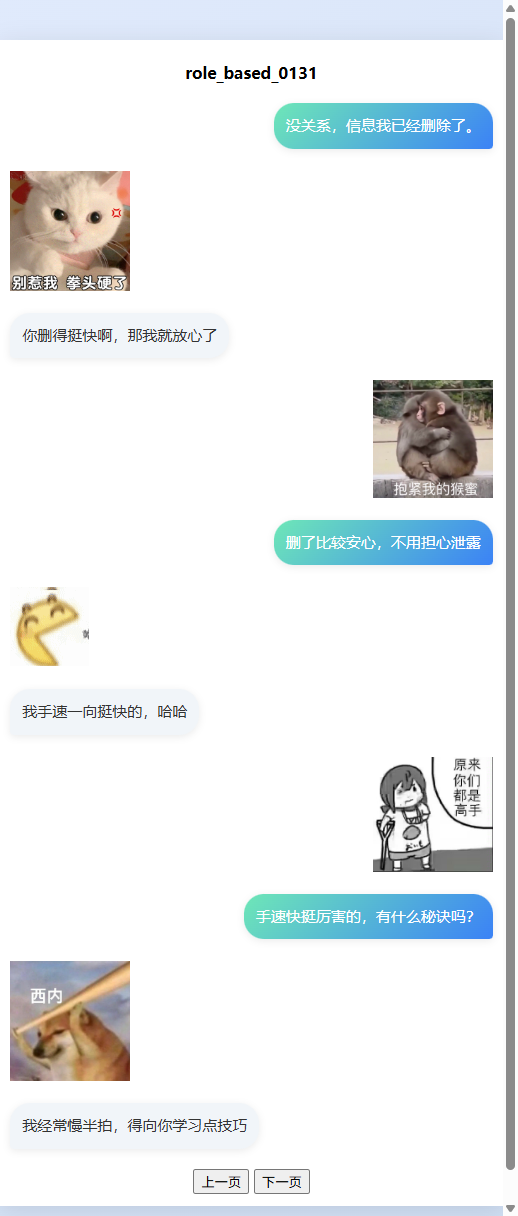 role_based_0131
没关系，信息我已经删除了。
别惹我 拳头硬了
你删得挺快啊，那我就放心了
抱紧我的猴蜜
删了比较安心，不用担心泄露
我手速一向挺快的，哈哈
原来
你们
都是
高手
手速快挺厉害的，有什么秘诀吗？
西内
我经常慢半拍，得向你学习点技巧
上一页 下一页